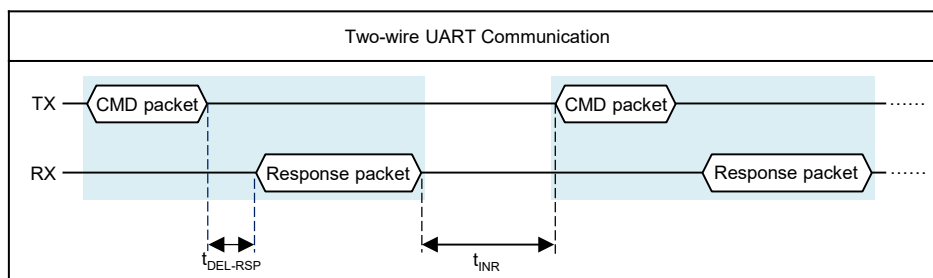 Two-wire UART Communication
TX CMD packet CMD packet ......
RX Response packet Response packet ......
tDEL-RSP tINR